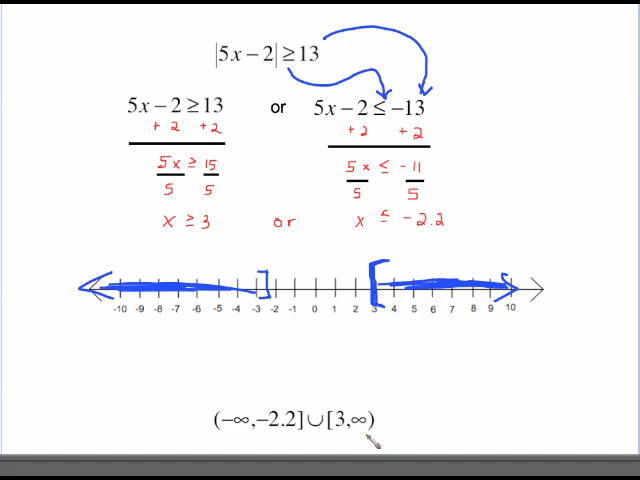 |5x − 2| ≥ 13
5x − 2 ≥ 13 or 5x − 2 ≤ −13
+ 2 + 2 + 2 + 2
5x ≥ 15 5x ≤ -11
5 5 5 5
x ≥ 3 or x ≤ -2.2
-10 -9 -8 -7 -6 -5 -4 -3 -2 -1 0 1 2 3 4 5 6 7 8 9 10
(−∞,−2.2]∪[3,∞)